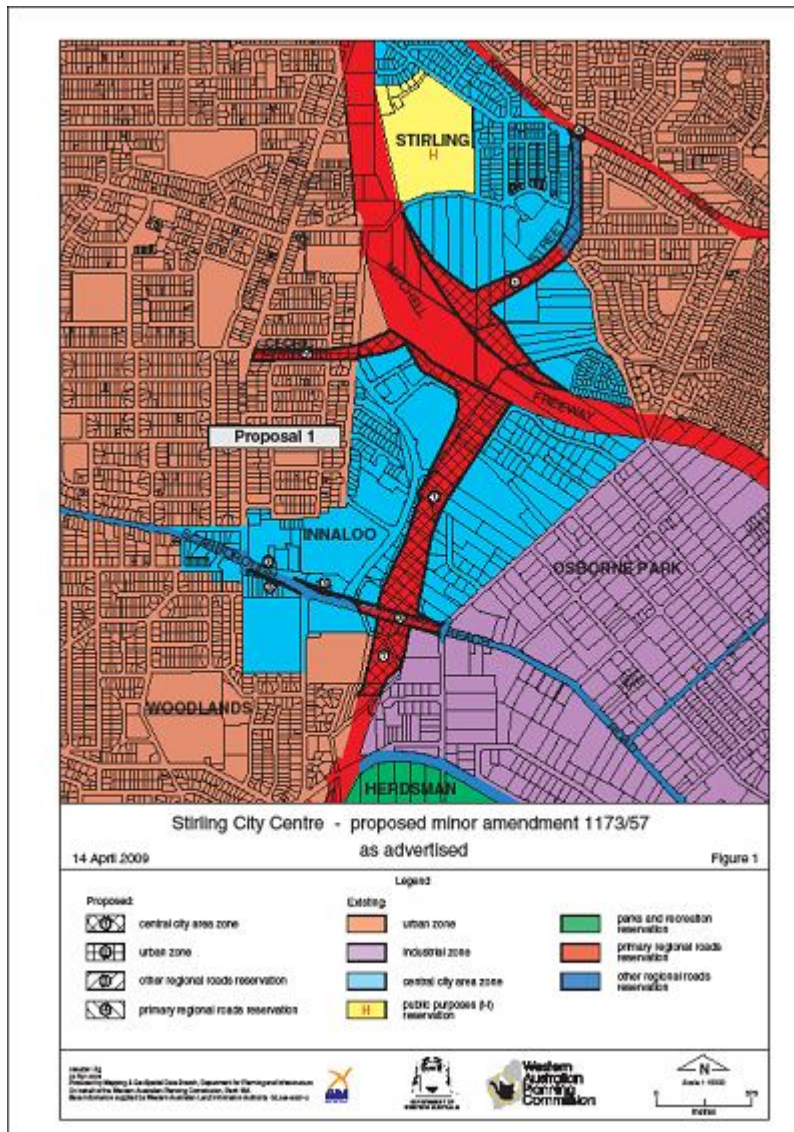 STIRLING
H
STREET
MITCHELL
FREEWAY
Proposal 1
INNALOO
OSBORNE PARK
WOODLANDS
HERDSMAN
Stirling City Centre - proposed minor amendment 1173/57
as advertised
14 April 2009
Figure 1
Legend
Proposed:
central city area zone
urban zone
other regional roads reservation
primary regional roads reservation
Existing:
urban zone
industrial zone
central city area zone
H
public purposes (H)
reservation
parks and recreation
reservation
primary regional roads
reservation
other regional roads
reservation
Western
Australian
Planning
Commission
N
metres